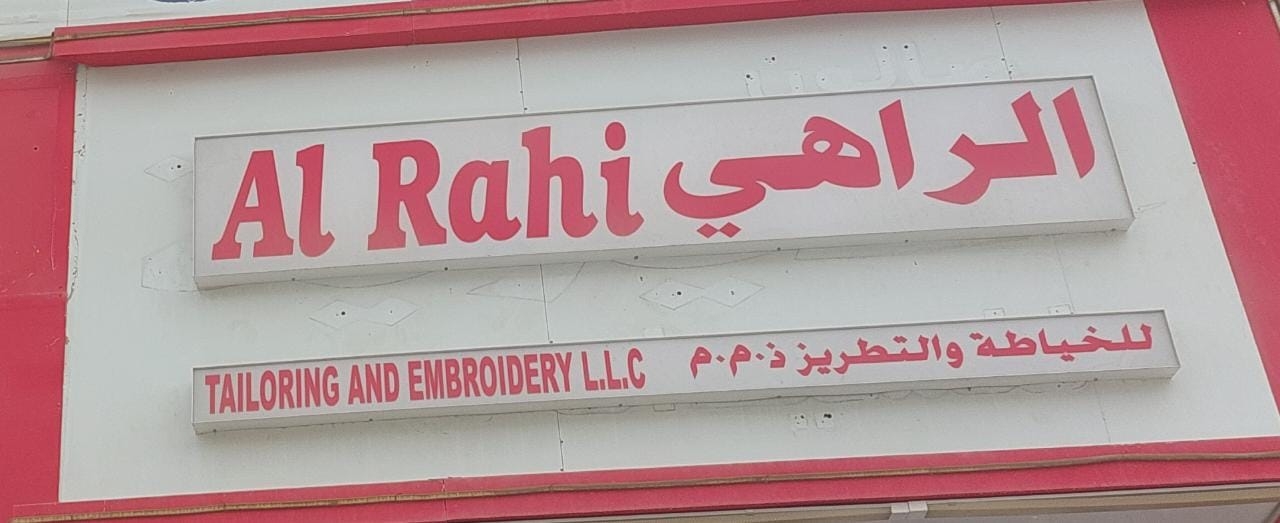 Al Rahi الراهي
TAILORING AND EMBROIDERY L.L.C للخياطة والتطريز ذ.م.م